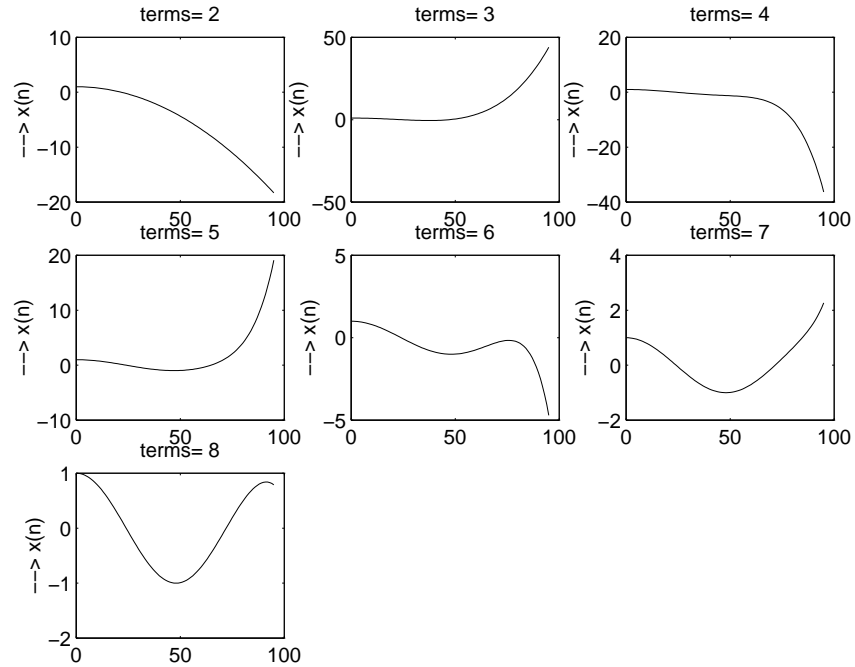 terms= 2
10
0
−10
−20
0 50 100
−−> x(n)
terms= 3
50
0
−50
0 50 100
−−> x(n)
terms= 4
20
0
−20
−40
0 50 100
−−> x(n)
terms= 5
20
10
0
−10
0 50 100
−−> x(n)
terms= 6
5
0
−5
0 50 100
−−> x(n)
terms= 7
4
2
0
−2
0 50 100
−−> x(n)
terms= 8
1
0
−1
−2
0 50 100
−−> x(n)